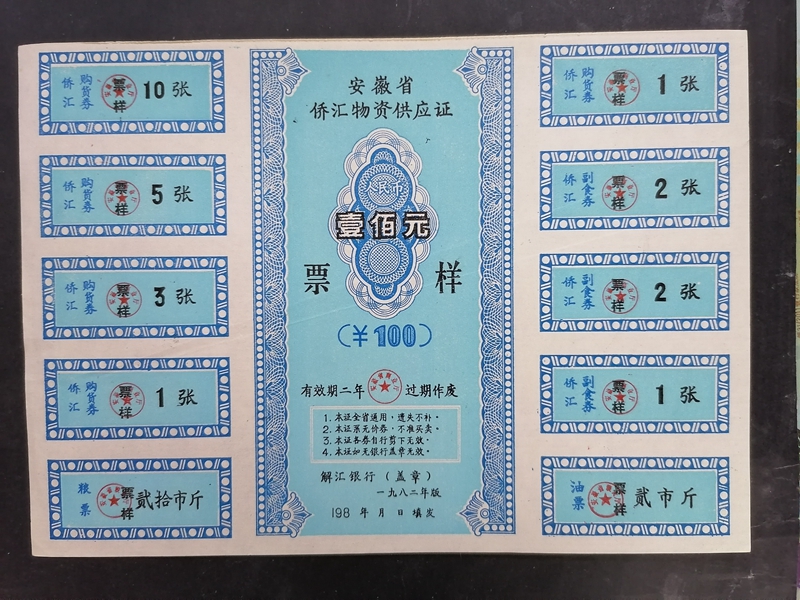 侨汇 购货券 票样 10 张
侨汇 购货券 票样 5 张
侨汇 购货券 票样 3 张
侨汇 购货券 票样 1 张
粮票 票样 贰拾市斤
安徽省
侨汇物资供应证
人民币
壹佰元
票 样
(¥100)
有效期二年 过期作废
1.本证全省通用,遗失不补。
2.本证系无价券,不准买卖。
3.本证各券自行剪下无效。
4.本证如无银行盖章无效。
解汇银行(盖章)
一九八二年版
198 年 月 日填发
侨汇 购货券 票样 1 张
侨汇 副食券 票样 2 张
侨汇 副食券 票样 2 张
侨汇 副食券 票样 1 张
油票 票样 贰市斤